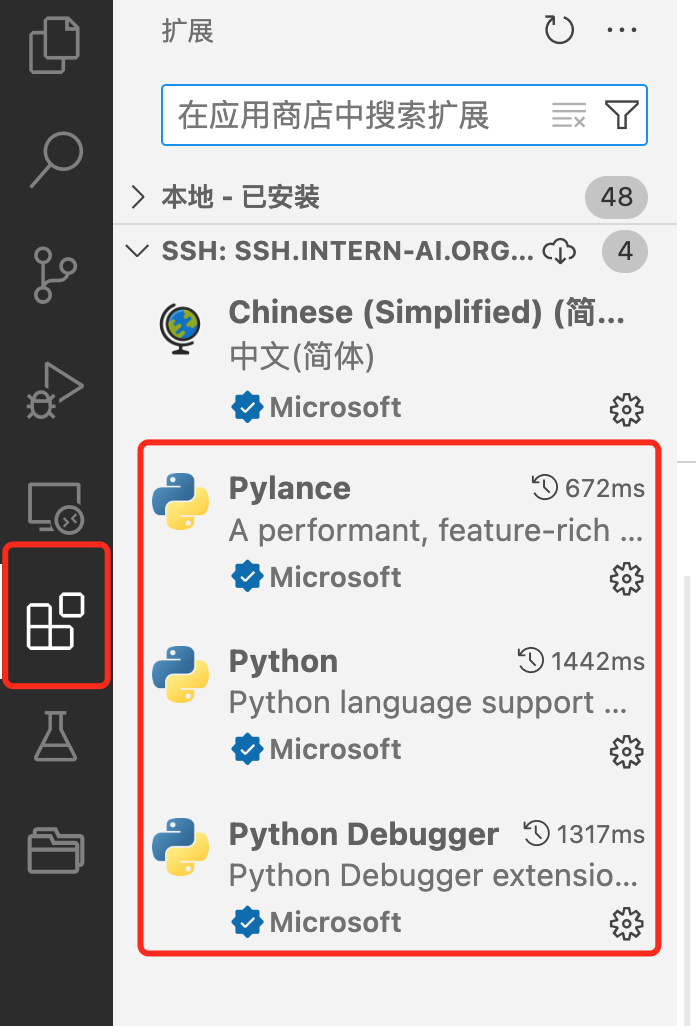 扩展
在应用商店中搜索扩展
本地 - 已安装 48
SSH: SSH.INTERN-AI.ORG... 4
Chinese (Simplified) (简...
中文(简体)
Microsoft
Pylance 672ms
A performant, feature-rich ...
Microsoft
Python 1442ms
Python language support ...
Microsoft
Python Debugger 1317ms
Python Debugger extensio...
Microsoft